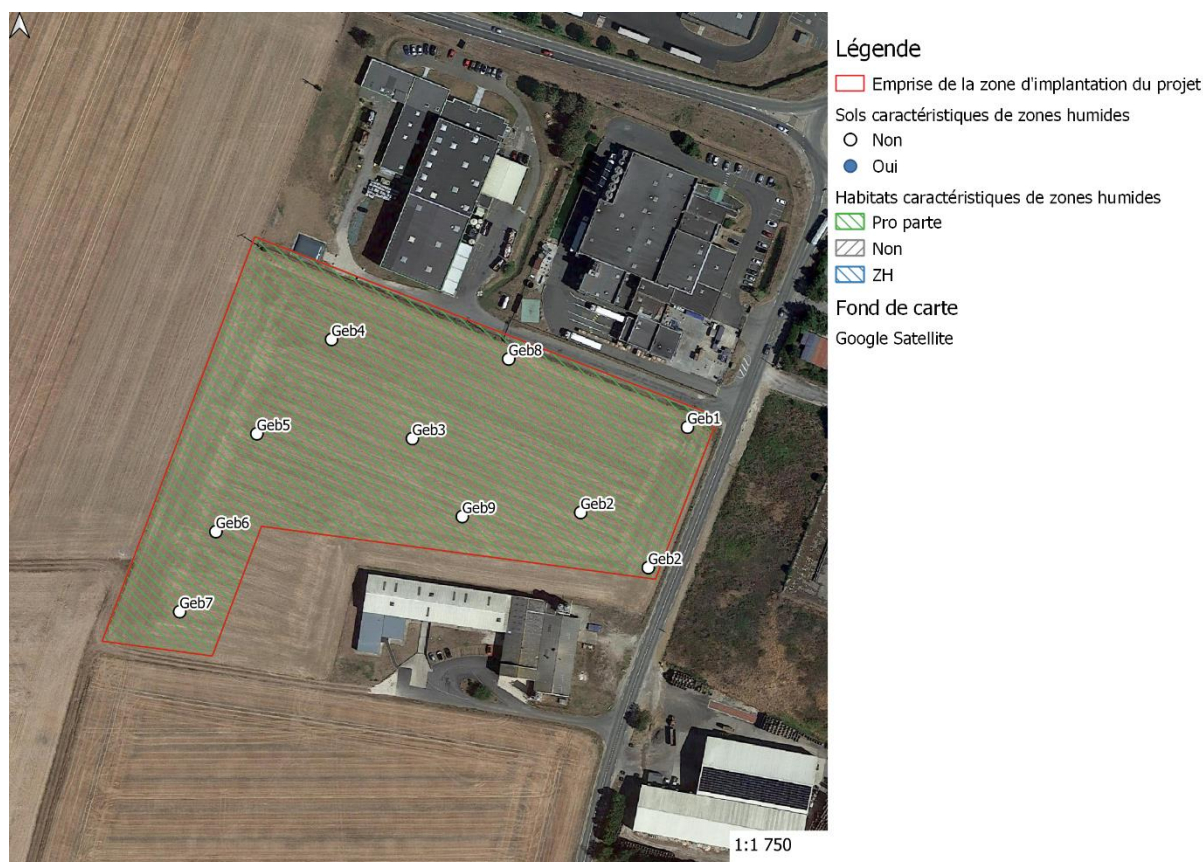 Légende
Emprise de la zone d'implantation du projet
Sols caractéristiques de zones humides
Non
Oui
Habitats caractéristiques de zones humides
Pro parte
Non
ZH
Fond de carte
Google Satellite
Geb4
Geb8
Geb1
Geb5
Geb3
Geb9
Geb2
Geb6
Geb2
Geb7
1:1 750